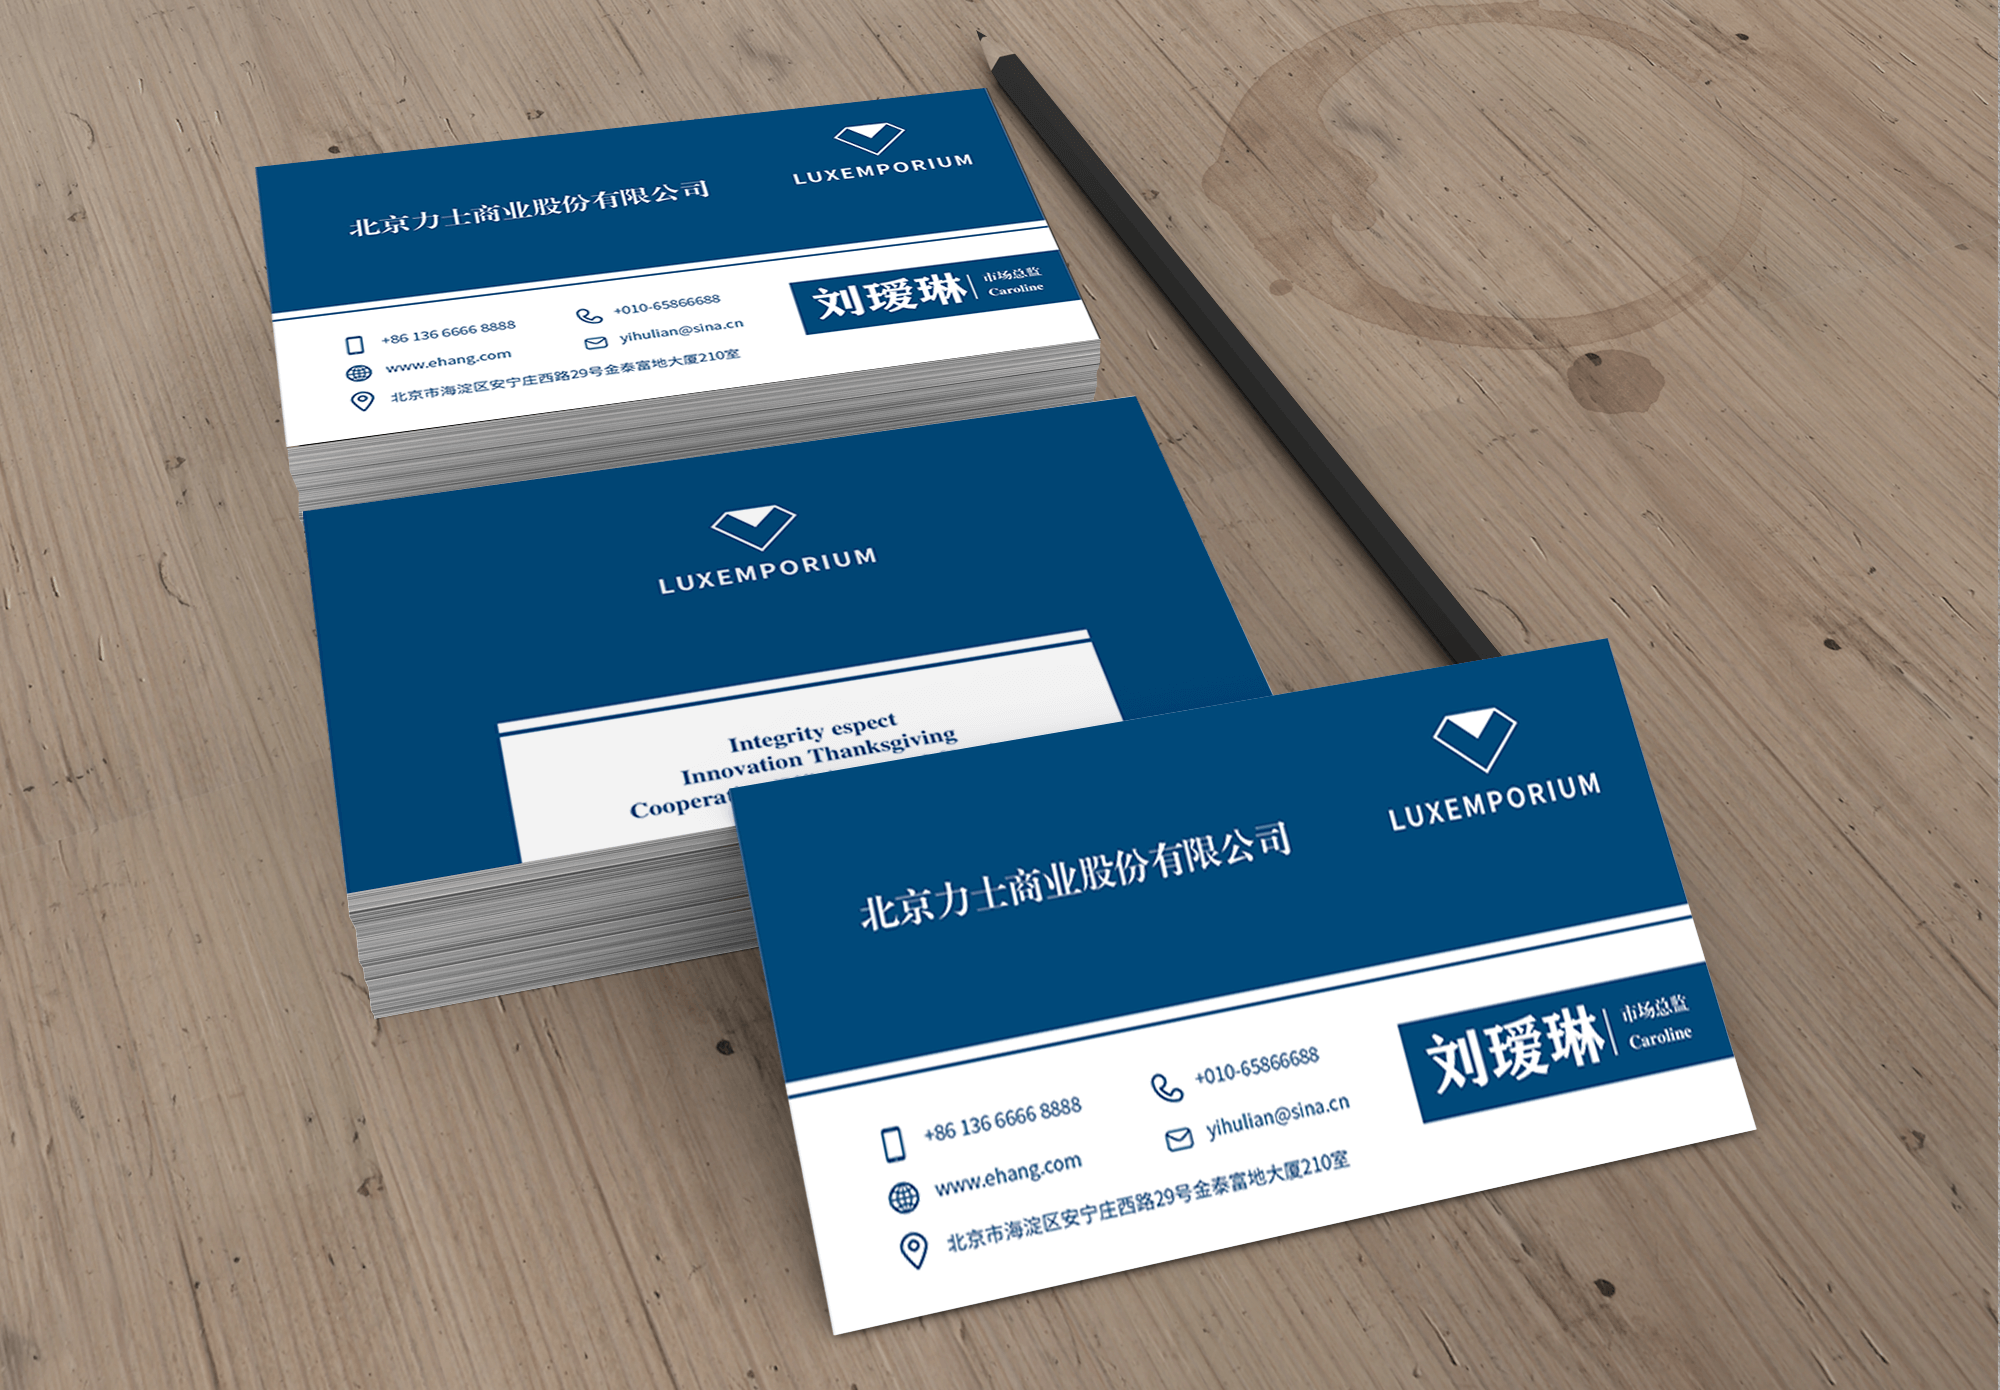 LUXEMPORIUM
北京力士商业股份有限公司
刘瑷琳
市场总监
Caroline
+86 136 6666 8888
+010-65866688
www.ehang.com
yihulian@sina.cn
北京市海淀区安宁庄西路29号金泰富地大厦210室
LUXEMPORIUM
Integrity espect
Innovation Thanksgiving
LUXEMPORIUM
北京力士商业股份有限公司
刘瑷琳
市场总监
Caroline
+86 136 6666 8888
+010-65866688
www.ehang.com
yihulian@sina.cn
北京市海淀区安宁庄西路29号金泰富地大厦210室